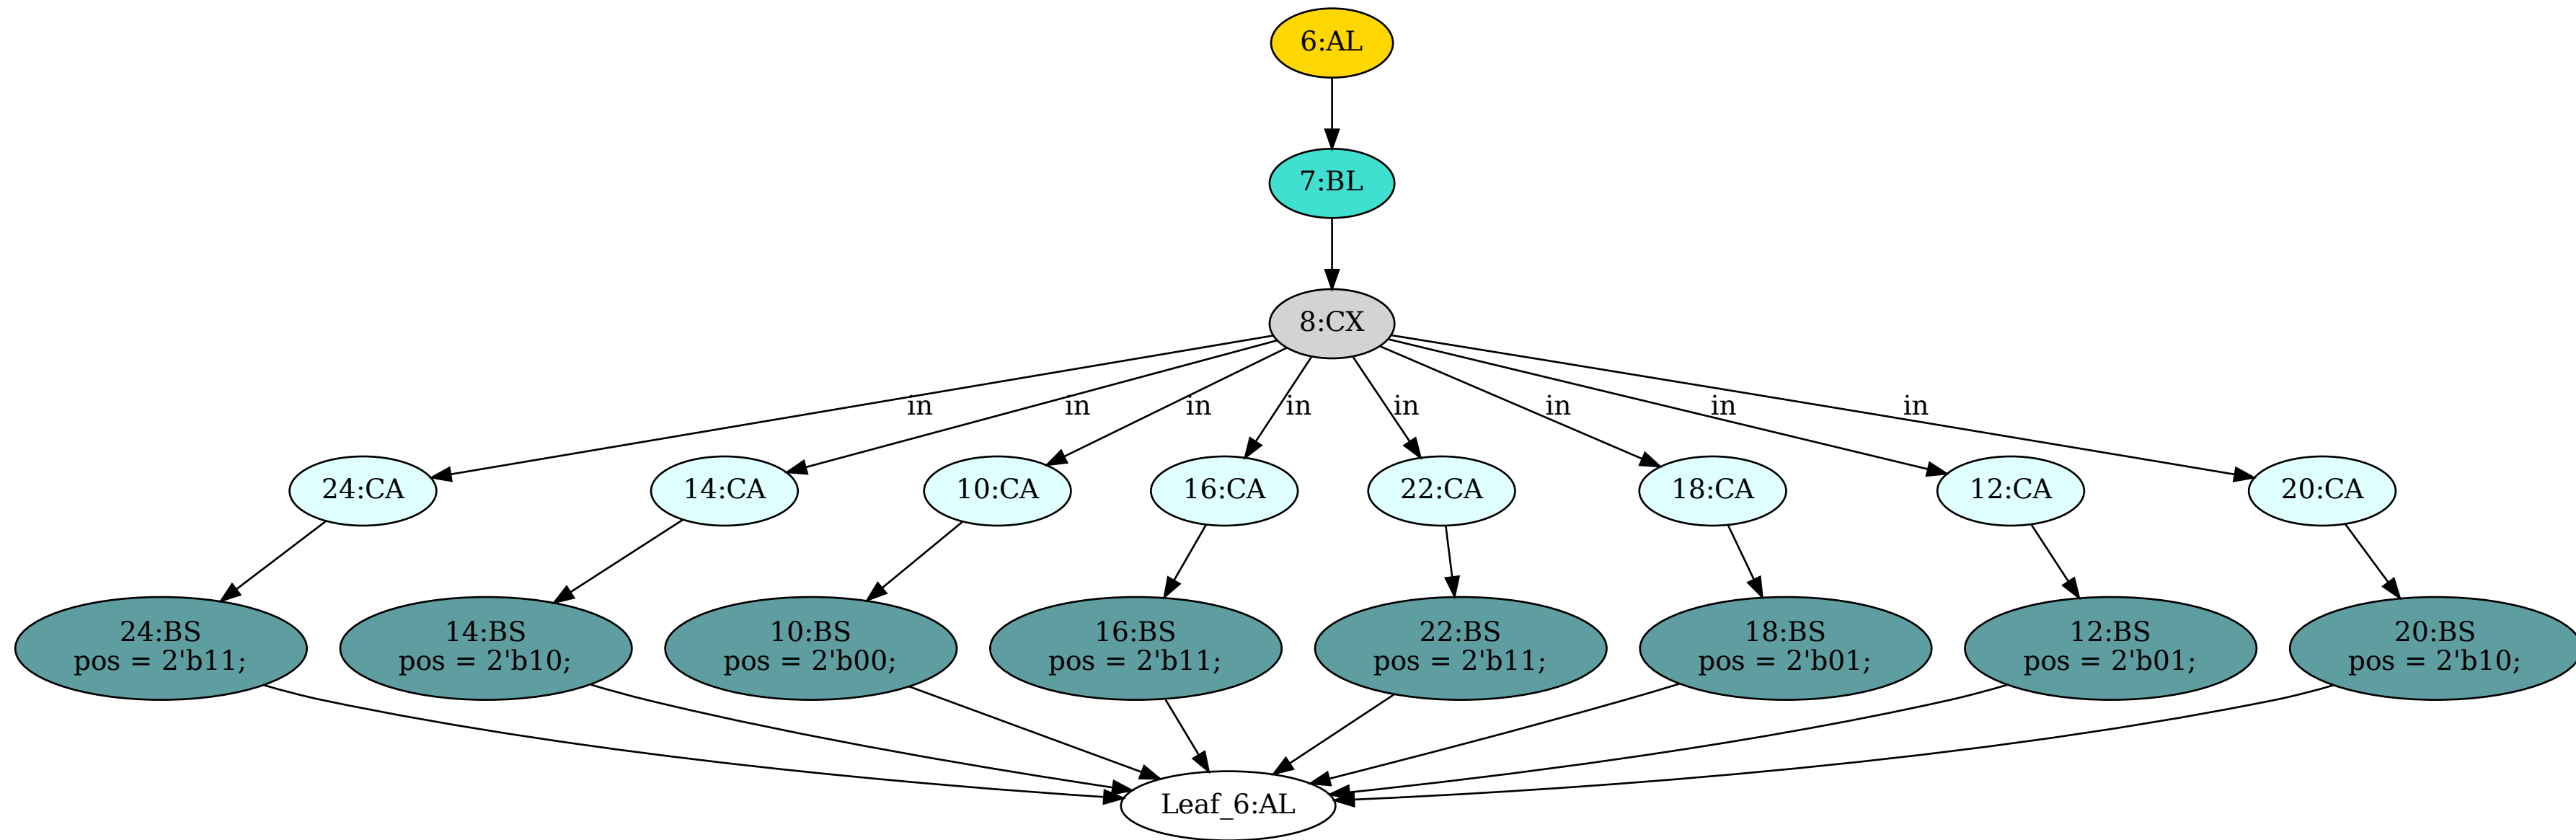 6:AL
7:BL
8:CX
in
in
in
in
in
in
in
in
24:CA
14:CA
10:CA
16:CA
22:CA
18:CA
12:CA
20:CA
24:BS
pos = 2'b11;
14:BS
pos = 2'b10;
10:BS
pos = 2'b00;
16:BS
pos = 2'b11;
22:BS
pos = 2'b11;
18:BS
pos = 2'b01;
12:BS
pos = 2'b01;
20:BS
pos = 2'b10;
Leaf_6:AL